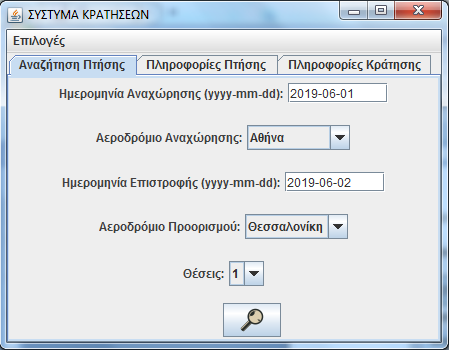 ΣΥΣΤΥΜΑ ΚΡΑΤΗΣΕΩΝ
Επιλογές
Αναζήτηση Πτήσης Πληροφορίες Πτήσης Πληροφορίες Κράτησης
Ημερομηνία Αναχώρησης (yyyy-mm-dd): 2019-06-01
Αεροδρόμιο Αναχώρησης: Αθήνα
Ημερομηνία Επιστροφής (yyyy-mm-dd): 2019-06-02
Αεροδρόμιο Προορισμού: Θεσσαλονίκη
Θέσεις: 1